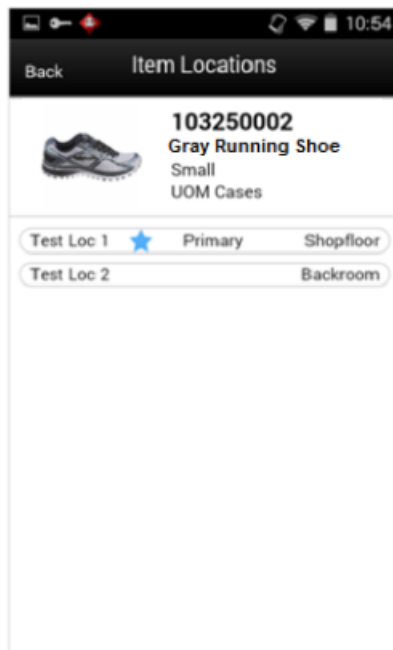 10:54
Back Item Locations
103250002
Gray Running Shoe
Small
UOM Cases
Test Loc 1 Primary Shopfloor
Test Loc 2 Backroom